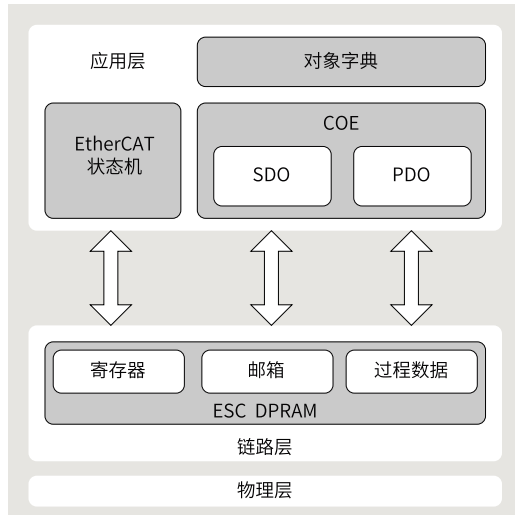 应用层
对象字典
EtherCAT
状态机
COE
SDO
PDO
寄存器
邮箱
过程数据
ESC DPRAM
链路层
物理层